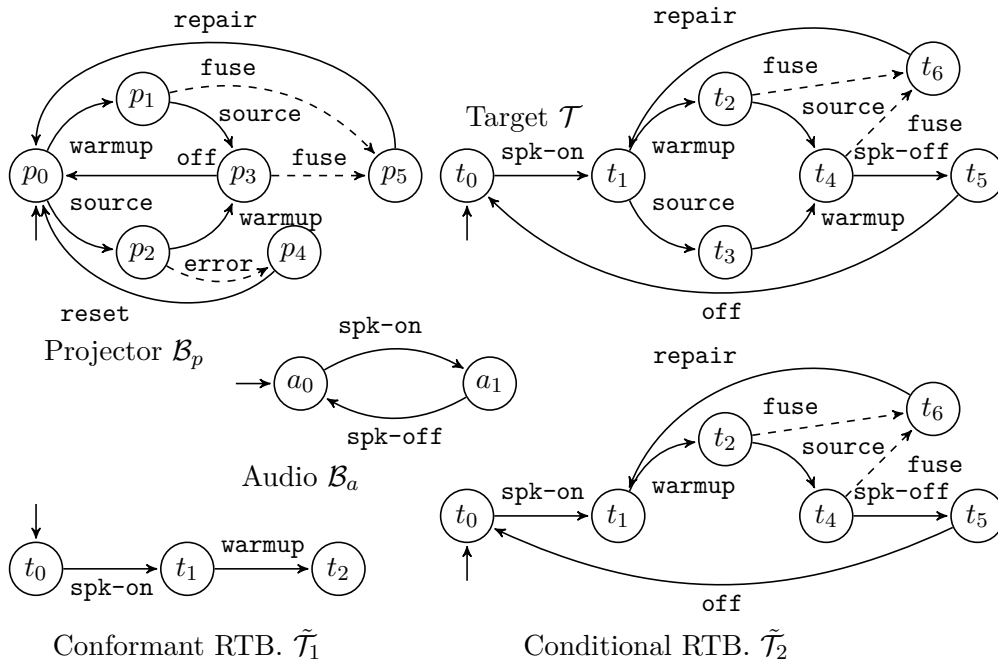 repair
fuse
p1
source
warmup
off
fuse
p0
p3
p5
source
warmup
p2
error
p4
reset
Projector Bp
repair
fuse
t6
t2
source
Target T
spk-on
warmup
fuse
spk-off
t0
t1
t4
t5
source
warmup
t3
off
spk-on
a0
a1
spk-off
Audio Ba
repair
fuse
t6
t2
source
spk-on
warmup
fuse
spk-off
t0
t1
t4
t5
off
warmup
t0
t1
t2
spk-on
Conformant RTB. T̃1
Conditional RTB. T̃2